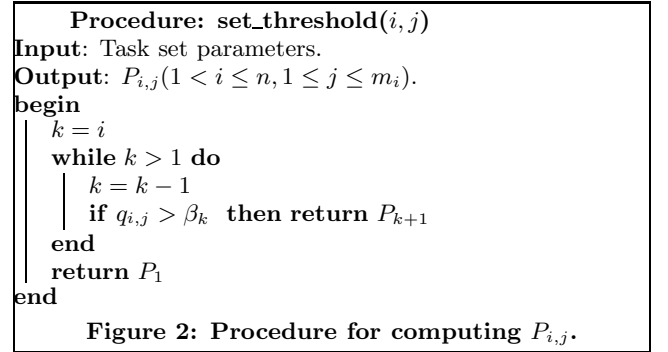 Procedure: set_threshold(i, j)
Input: Task set parameters.
Output: P_{i,j}(1 < i ≤ n, 1 ≤ j ≤ m_i).
begin
k = i
while k > 1 do
k = k − 1
if q_{i,j} > β_k then return P_{k+1}
end
return P_1
end
Figure 2: Procedure for computing P_{i,j}.